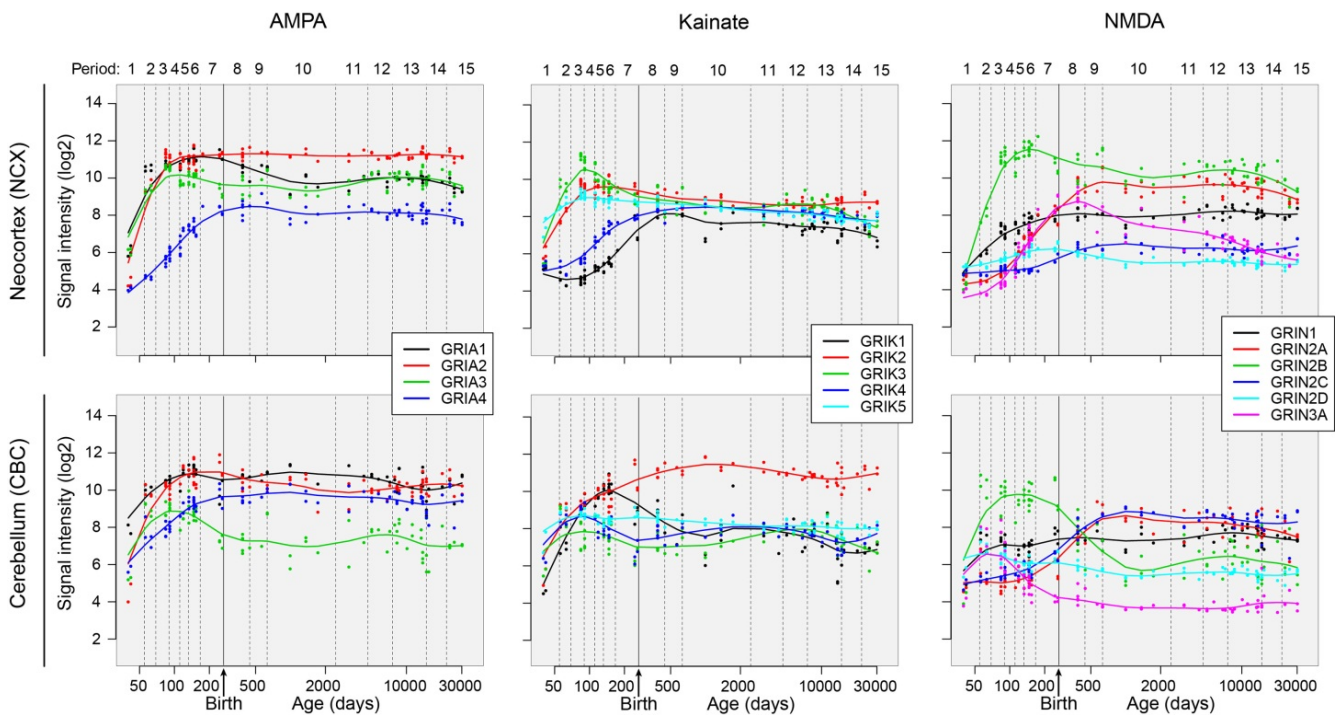 AMPA
Kainate
NMDA
Period: 1 2 3 4 5 6 7 8 9 10 11 12 13 14 15
1 2 3 4 5 6 7 8 9 10 11 12 13 14 15
1 2 3 4 5 6 7 8 9 10 11 12 13 14 15
Neocortex (NCX)
Signal intensity (log2)
14
12
10
8
6
4
2
GRIA1
GRIA2
GRIA3
GRIA4
GRIK1
GRIK2
GRIK3
GRIK4
GRIK5
GRIN1
GRIN2A
GRIN2B
GRIN2C
GRIN2D
GRIN3A
Cerebellum (CBC)
Signal intensity (log2)
14
12
10
8
6
4
2
50 100 200 500 2000 10000 30000
Birth Age (days)
50 100 200 500 2000 10000 30000
Birth Age (days)
50 100 200 500 2000 10000 30000
Birth Age (days)